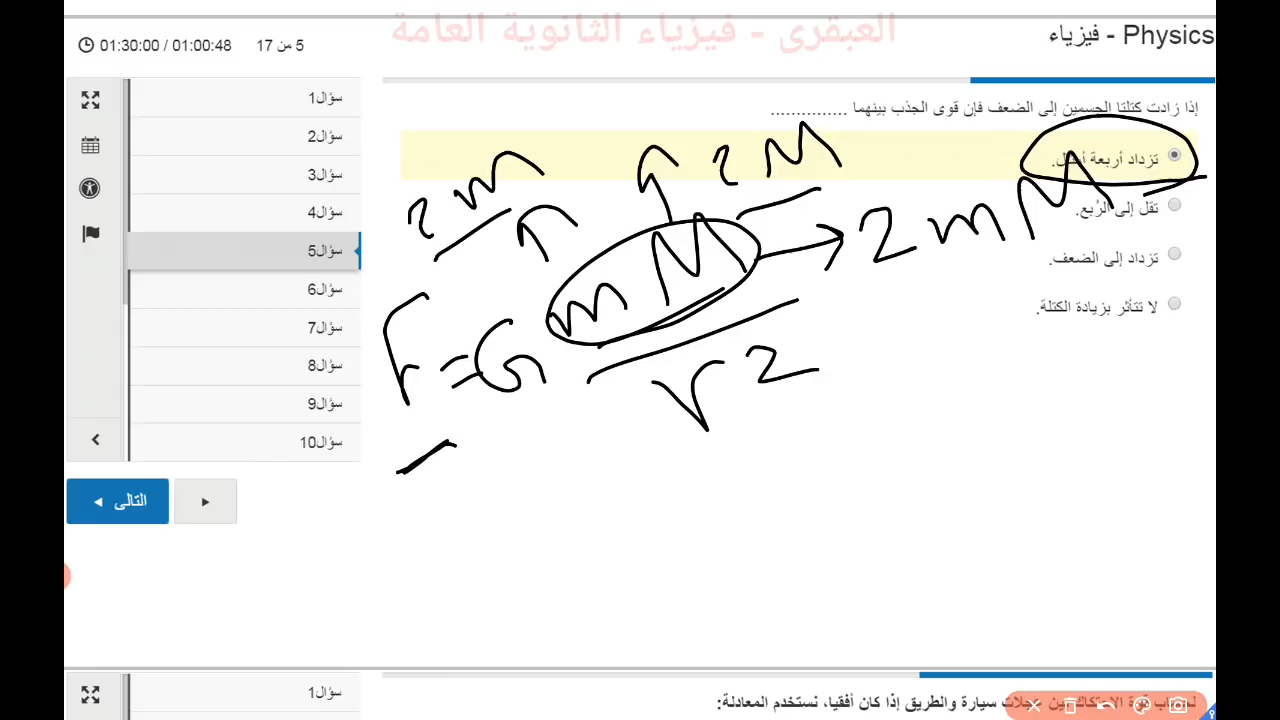 العبقرى - فيزياء الثانوية العامة
Physics - فيزياء
5 من 17
01:30:00 / 01:00:48
إذا زادت كتلتا الجسمين إلى الضعف فإن قوى الجذب بينهما ...............
تزداد أربعة أمثال.
تقل إلى الرُبع.
تزداد إلى الضعف.
لا تتأثر بزيادة الكتلة.
سؤال1
سؤال2
سؤال3
سؤال4
سؤال5
سؤال6
سؤال7
سؤال8
سؤال9
سؤال10
التالى
2m
2M
F=G
mM
r2
2mM
سؤال1
سيارة والطريق إذا كان أفقيا، نستخدم المعادلة: